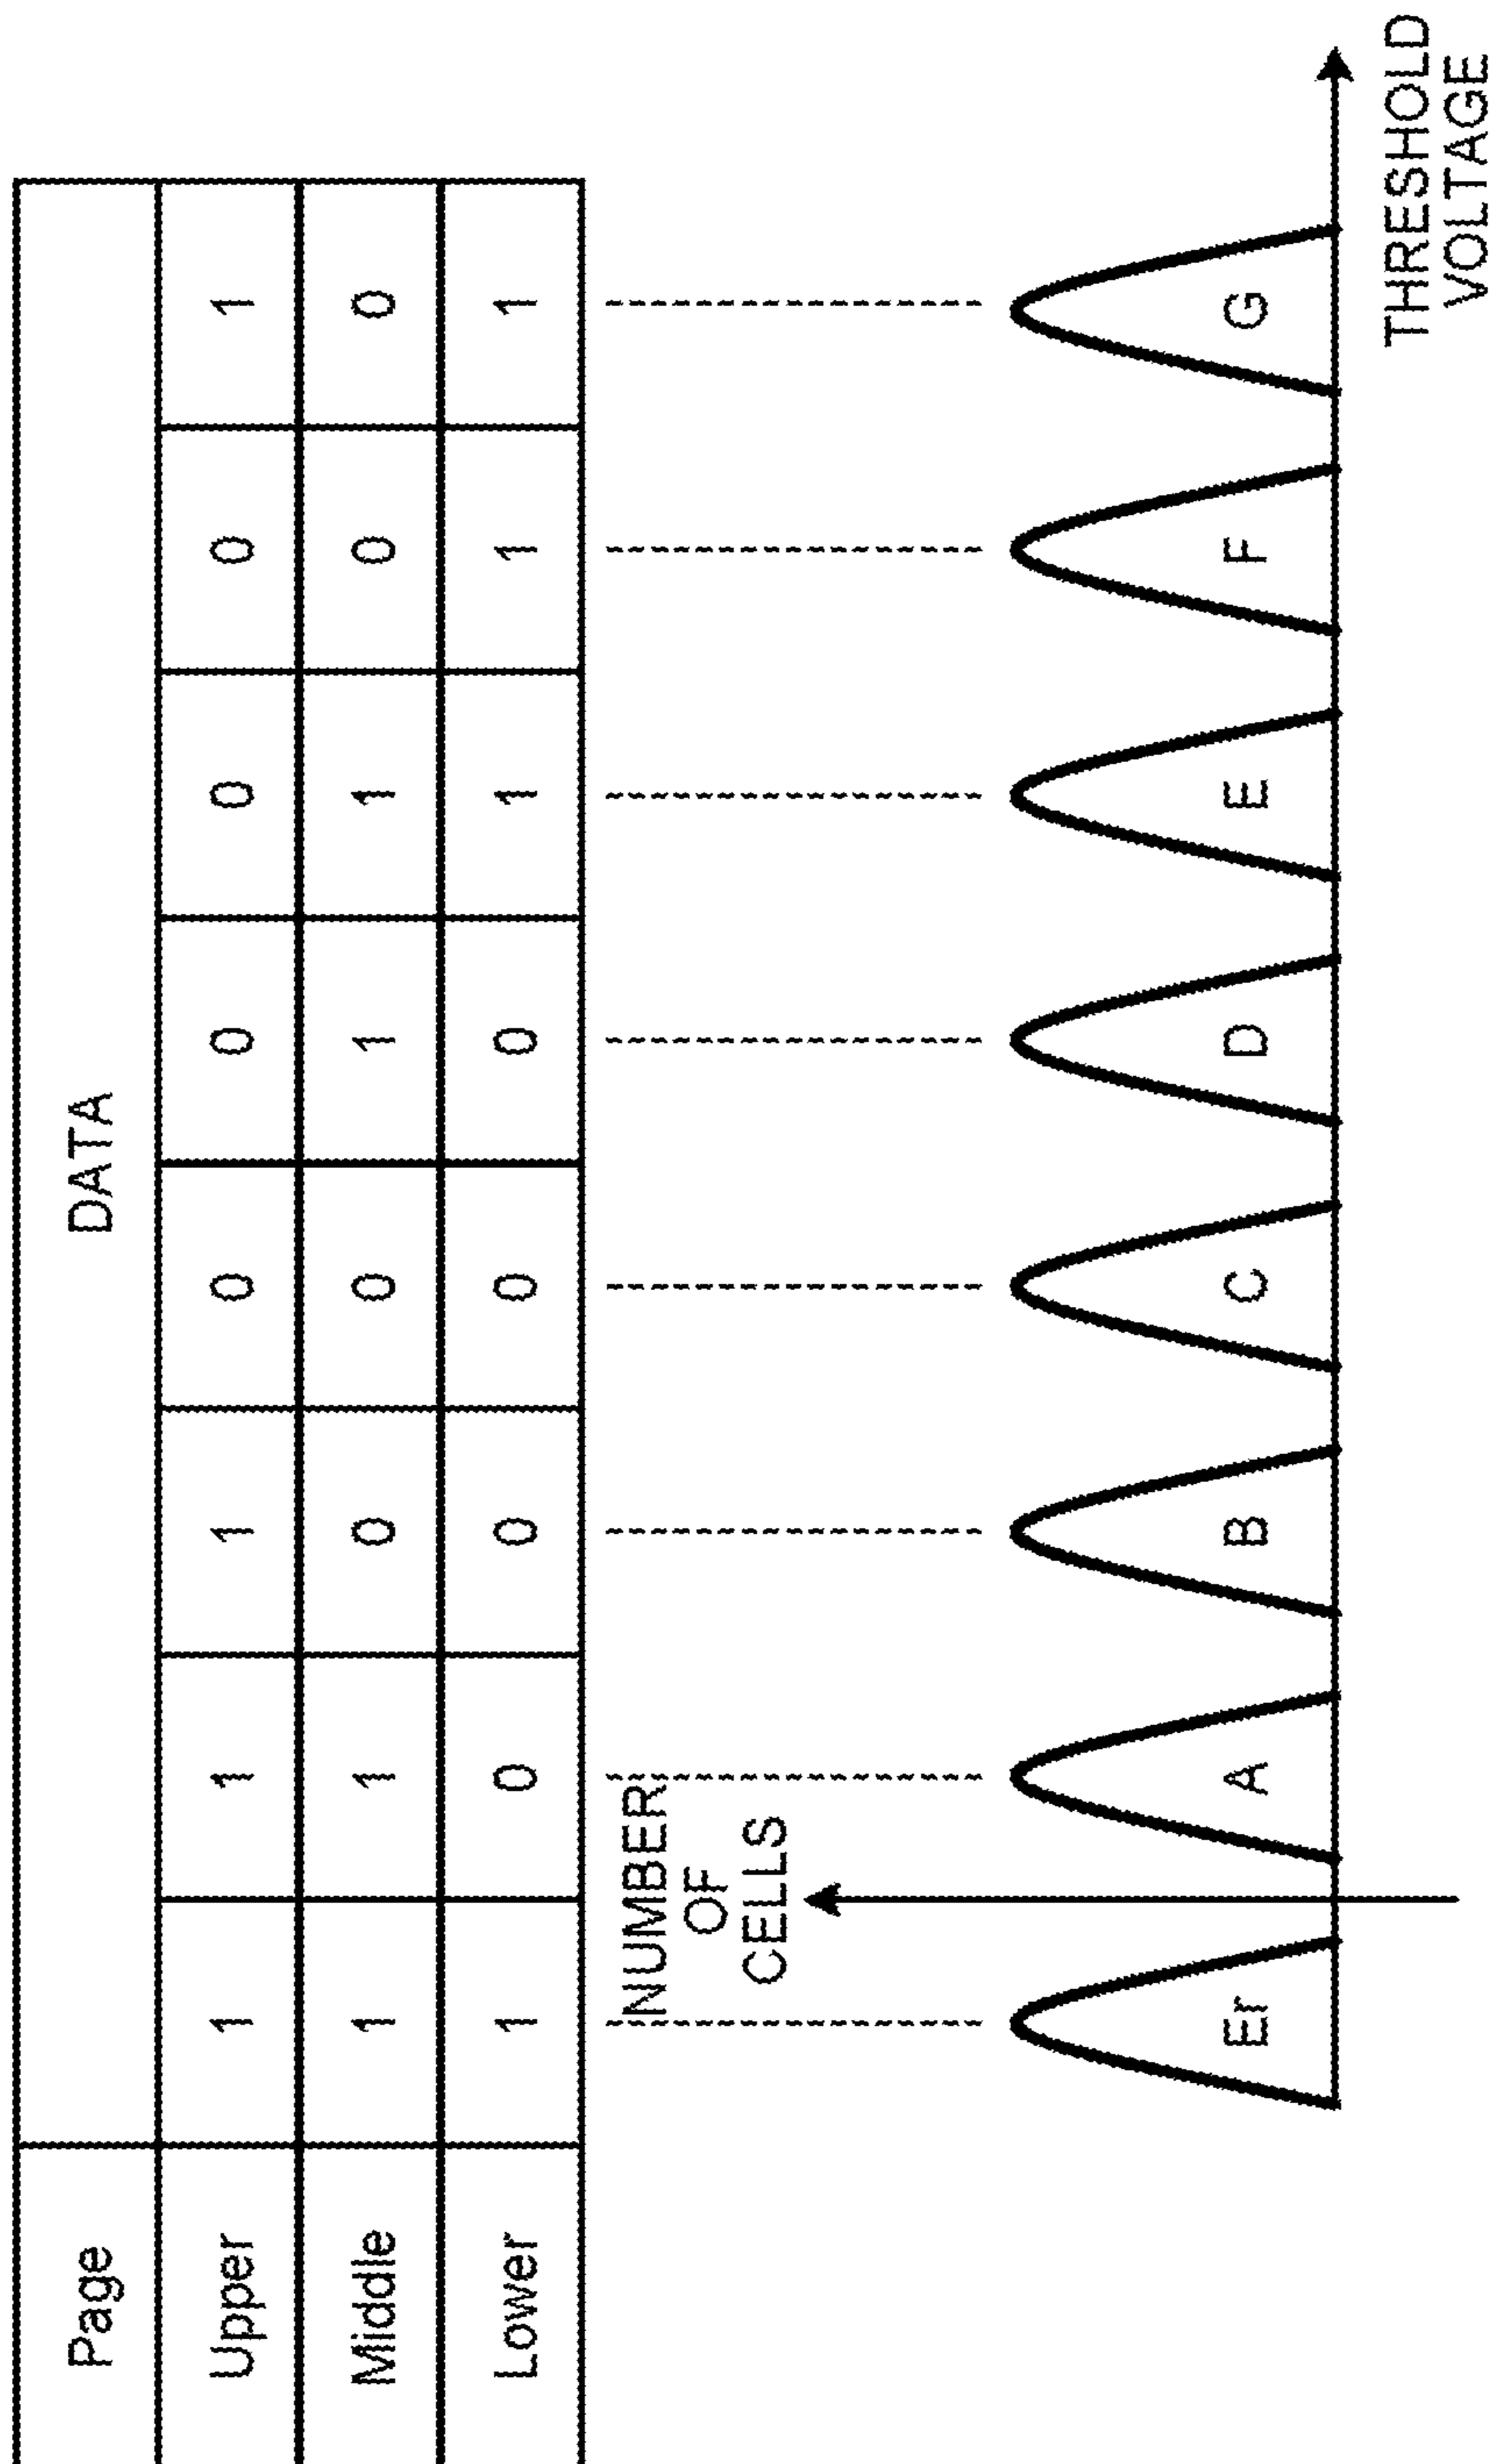 Page DATA
Upper 1 1 1 0 0 0 0 1
Middle 1 1 0 0 1 1 0 0
Lower 1 0 0 0 0 1 1 1
NUMBER
OF
CELLS
Er A B C D E F G
THRESHOLD
VOLTAGE